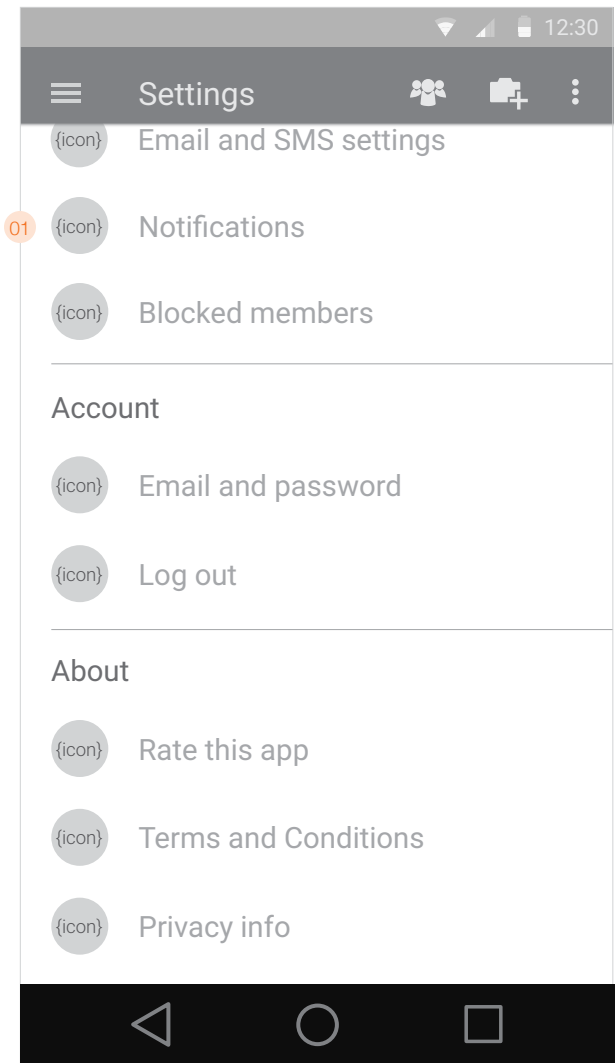 12:30
Settings
{icon} Email and SMS settings
01 {icon} Notifications
{icon} Blocked members
Account
{icon} Email and password
{icon} Log out
About
{icon} Rate this app
{icon} Terms and Conditions
{icon} Privacy info